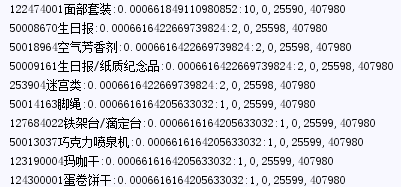 122474001面部套装:0.000661849110980852:10,0,25590,407980
50008670生日报:0.0006616422669739824:2,0,25598,407980
50018964空气芳香剂:0.0006616422669739824:2,0,25598,407980
50009161生日报/纸质纪念品:0.0006616422669739824:2,0,25598,407980
253904迷宫类:0.0006616422669739824:2,0,25598,407980
50014163脚绳:0.0006616164205633032:1,0,25599,407980
127684022铁架台/滴定台:0.0006616164205633032:1,0,25599,407980
50013037巧克力喷泉机:0.0006616164205633032:1,0,25599,407980
123190004玛咖干:0.0006616164205633032:1,0,25599,407980
124300001蛋卷饼干:0.0006616164205633032:1,0,25599,407980